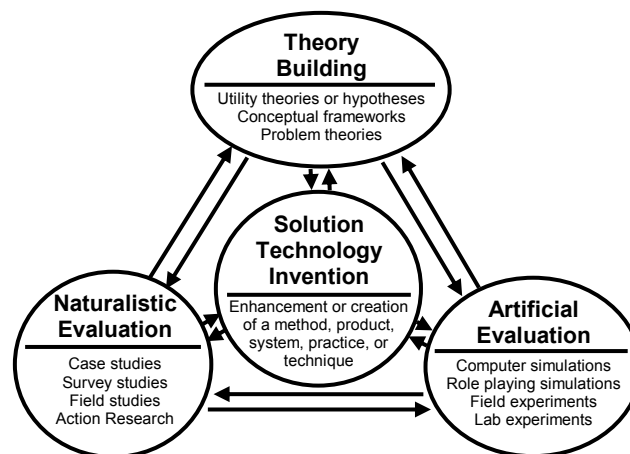 Theory
Building
Utility theories or hypotheses
Conceptual frameworks
Problem theories
Solution
Technology
Invention
Enhancement or creation
of a method, product,
system, practice, or
technique
Naturalistic
Evaluation
Case studies
Survey studies
Field studies
Action Research
Artificial
Evaluation
Computer simulations
Role playing simulations
Field experiments
Lab experiments